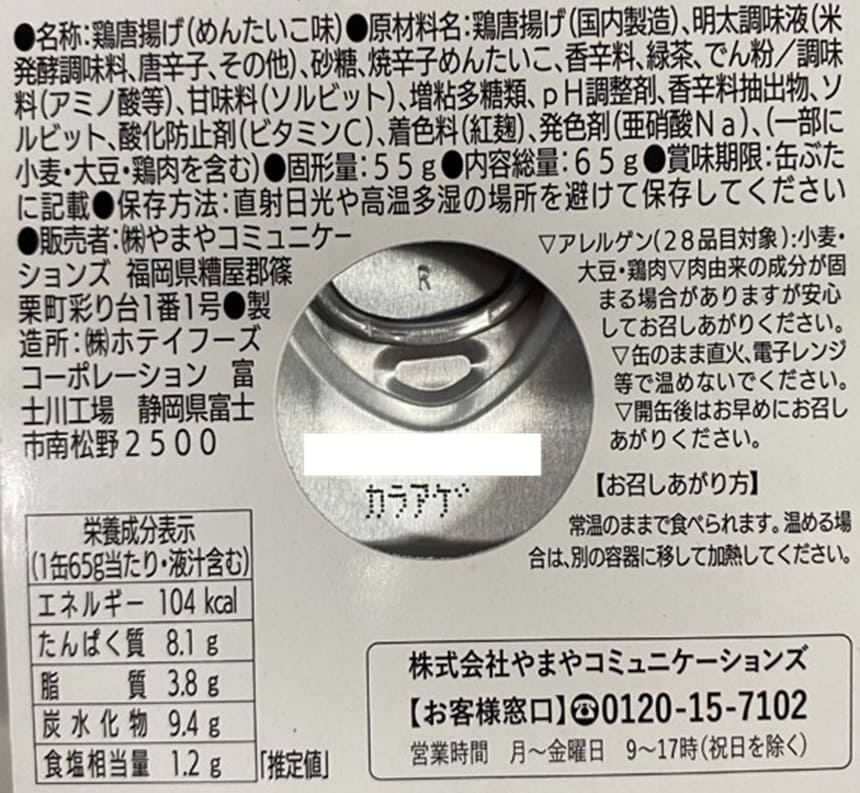 ●名称:鶏唐揚げ(めんたいこ味)●原材料名:鶏唐揚げ(国内製造)、明太調味液(米
発酵調味料、唐辛子、その他)、砂糖、焼辛子めんたいこ、香辛料、緑茶、でん粉/調味
料(アミノ酸等)、甘味料(ソルビット)、増粘多糖類、pH調整剤、香辛料抽出物、ソ
ルビット、酸化防止剤(ビタミンC)、着色料(紅麹)、発色剤(亜硝酸Na)、(一部に
小麦・大豆・鶏肉を含む)●固形量:55g●内容総量:65g●賞味期限:缶ぶた
に記載●保存方法:直射日光や高温多湿の場所を避けて保存してください
●販売者:㈱やまやコミュニケー
ションズ 福岡県糟屋郡篠
栗町彩り台1番1号●製
造所:㈱ホテイフーズ
コーポレーション 富
士川工場 静岡県富士
市南松野2500
R
カラアゲ
▽アレルゲン(28品目対象):小麦・
大豆・鶏肉▽肉由来の成分が固
まる場合がありますが安心
してお召しあがりください。
▽缶のまま直火、電子レンジ
等で温めないでください。
▽開缶後はお早めにお召し
あがりください。
【お召しあがり方】
常温のままで食べられます。温める場
合は、別の容器に移して加熱してください。
栄養成分表示
(1缶65g当たり・液汁含む)
エネルギー 104 kcal
たんぱく質 8.1 g
脂質 3.8 g
炭水化物 9.4 g
食塩相当量 1.2 g
「推定値」
株式会社やまやコミュニケーションズ
【お客様窓口】☎0120-15-7102
営業時間 月~金曜日 9~17時(祝日を除く)